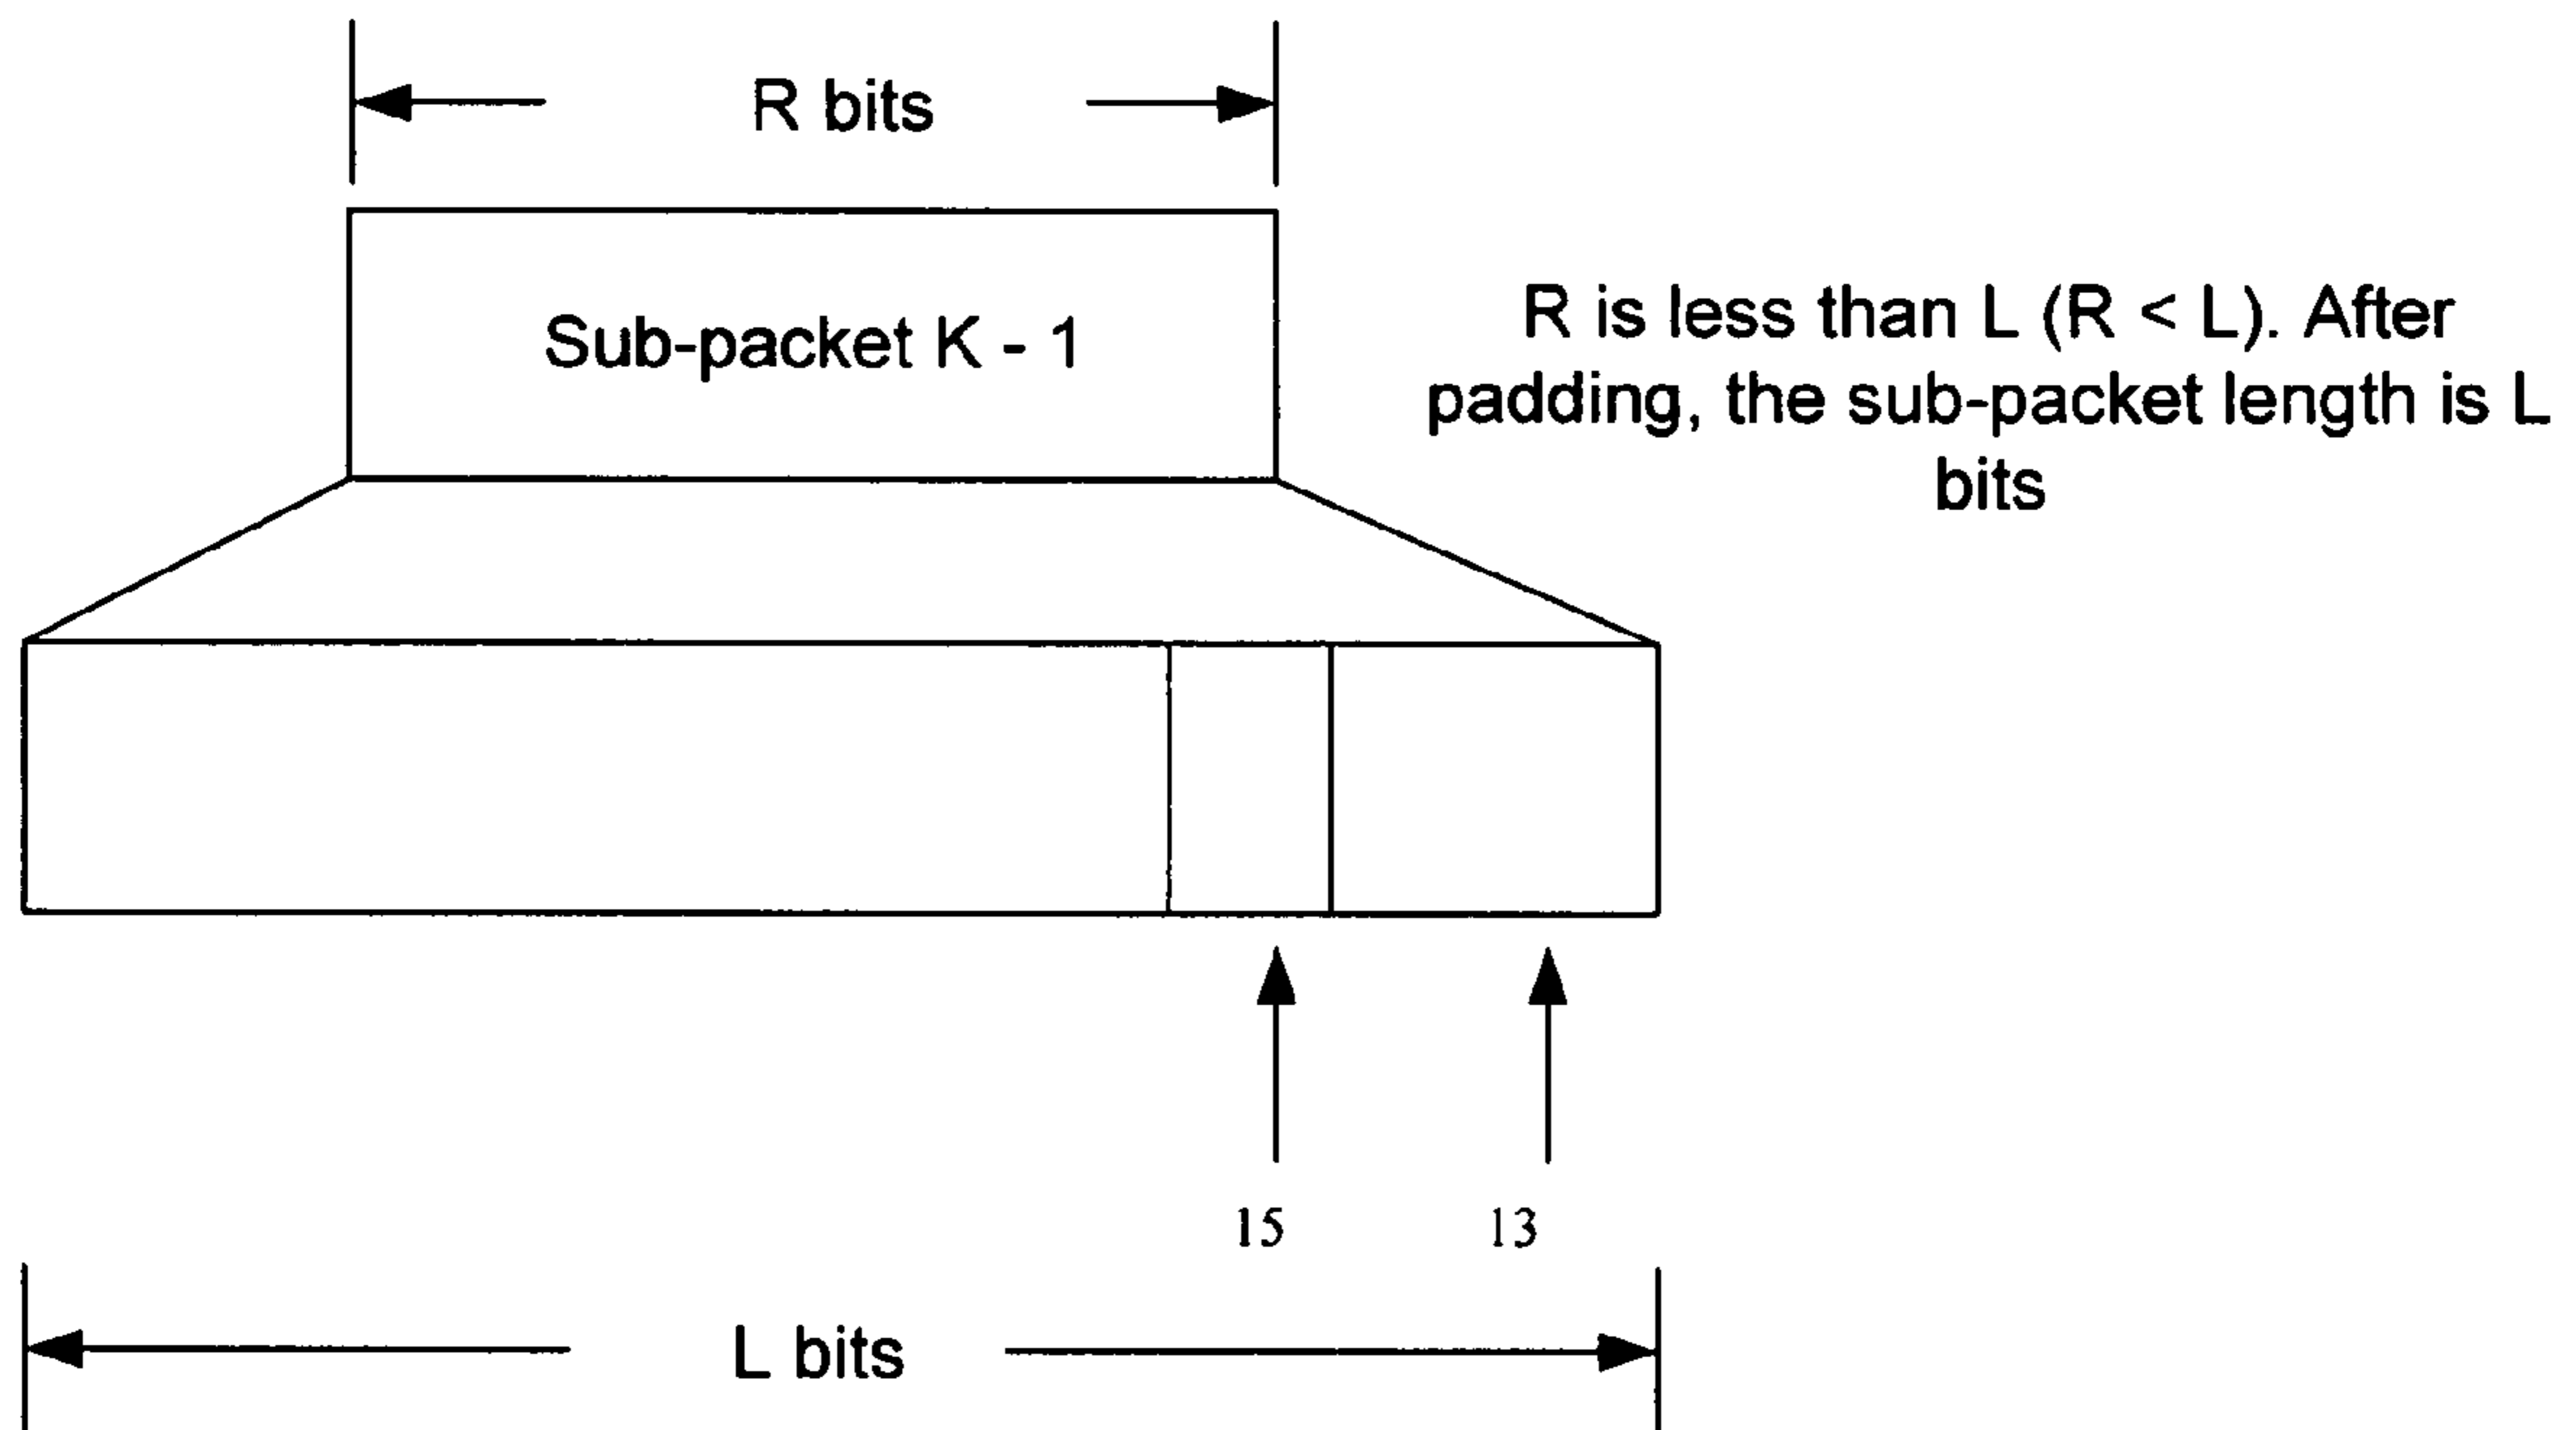 R bits
Sub-packet K - 1
R is less than L (R < L). After
padding, the sub-packet length is L
bits
15
13
L bits